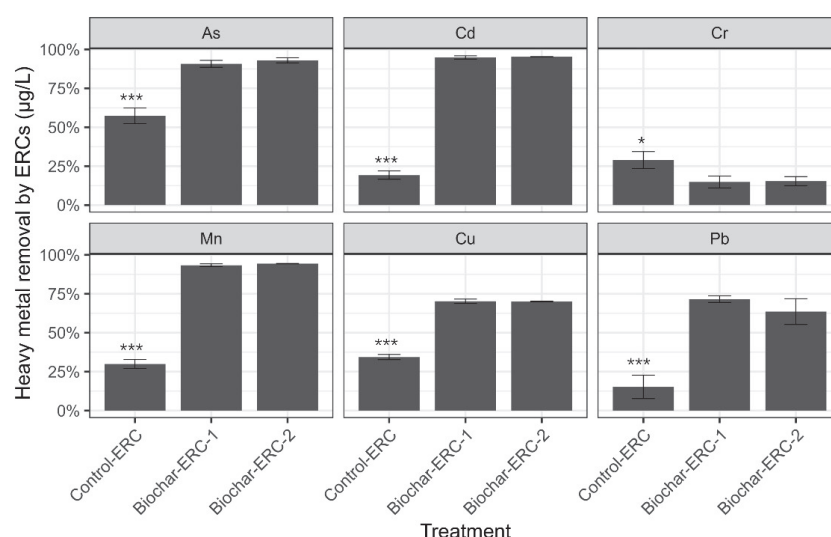 Heavy metal removal by ERCs (µg/L)
As
Cd
Cr
100%
75%
50%
25%
0%
***
***
*
Mn
Cu
Pb
100%
75%
50%
25%
0%
***
***
***
Control-ERC
Biochar-ERC-1
Biochar-ERC-2
Control-ERC
Biochar-ERC-1
Biochar-ERC-2
Control-ERC
Biochar-ERC-1
Biochar-ERC-2
Treatment